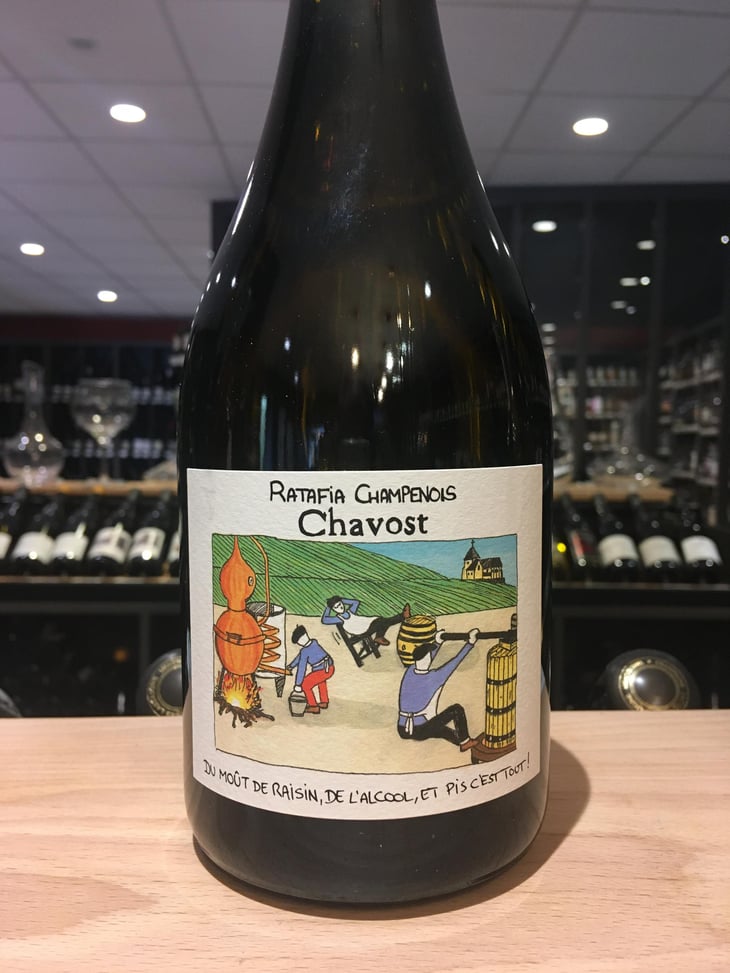 RATAFIA CHAMPENOIS
Chavost
DU MOÛT DE RAISIN, DE L'ALCOOL, ET PIS C'EST TOUT !